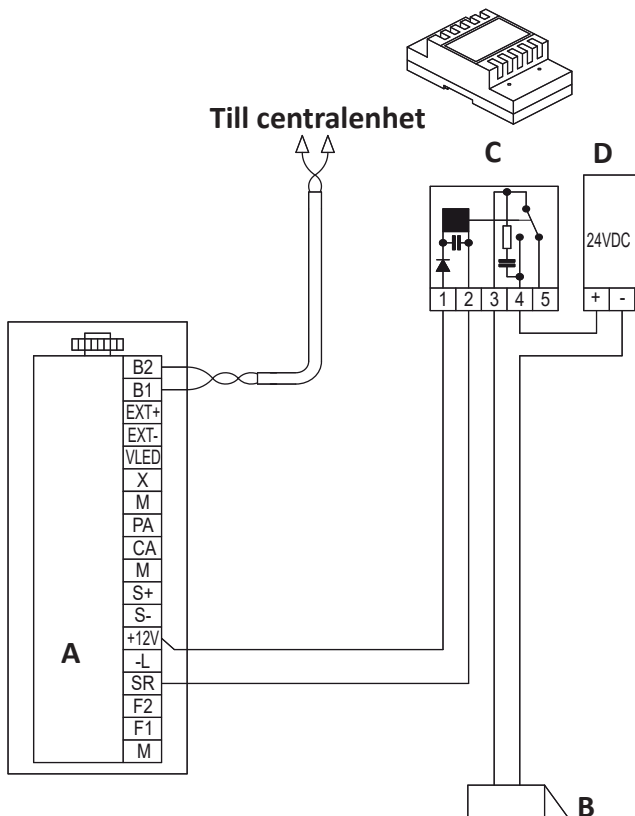 Till centralenhet
C D
24VDC
1 2 3 4 5 + -
B2
B1
EXT+
EXT-
VLED
X
M
PA
CA
M
S+
S-
+12V
A
-L
SR
F2
F1
M
B